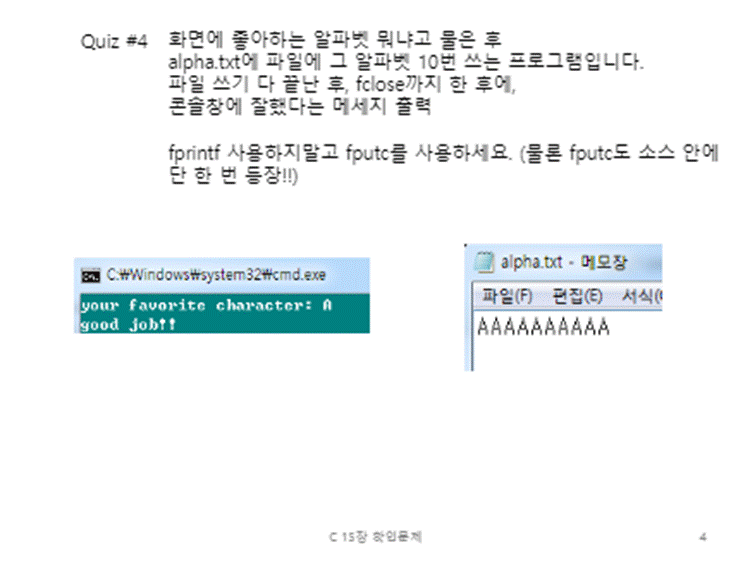 Quiz #4 화면에 좋아하는 알파벳 뭐냐고 물은 후
alpha.txt에 파일에 그 알파벳 10번 쓰는 프로그램입니다.
파일 쓰기 다 끝난 후, fclose까지 한 후에,
콘솔창에 잘했다는 메세지 출력
fprintf 사용하지말고 fputc를 사용하세요. (물론 fputc도 소스 안에
단 한 번 등장!!)
C:₩Windows₩system32₩cmd.exe
your favorite character: A
good job!!
alpha.txt - 메모장
파일(F) 편집(E) 서식(
AAAAAAAAAA
C 15장 확인문제
4